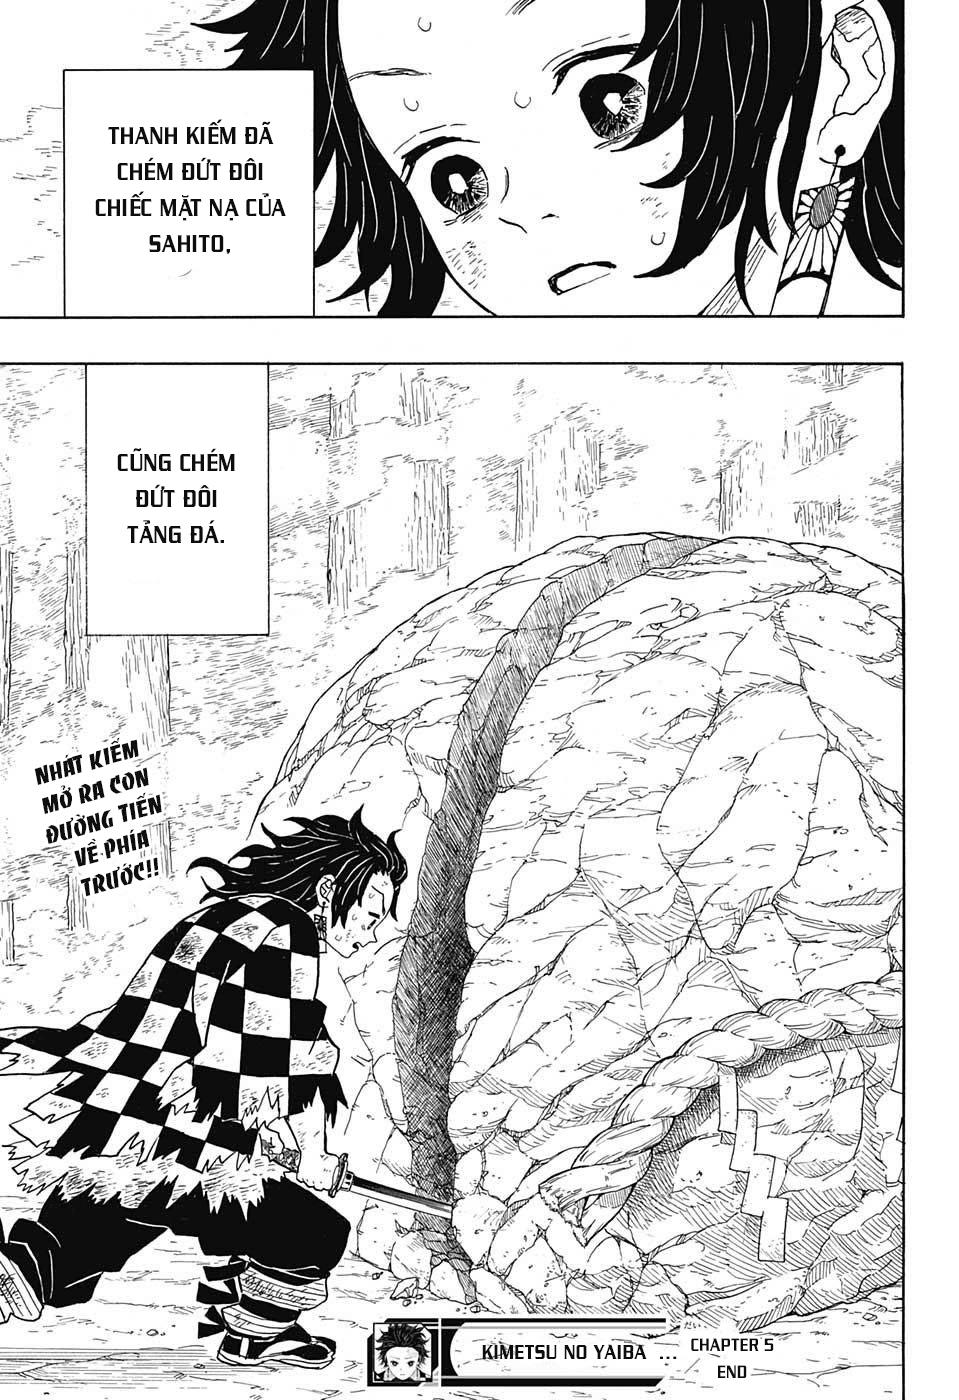 THANH KIẾM ĐÃ
CHÉM ĐỨT ĐÔI
CHIẾC MẶT NẠ CỦA
SAHITO,
CŨNG CHÉM
ĐỨT ĐÔI
TẢNG ĐÁ.
NHÁT KIẾM
MỞ RA CON
ĐƯỜNG TIẾN
VỀ PHÍA
TRƯỚC!!
KIMETSU NO YAIBA ...
CHAPTER 5
END